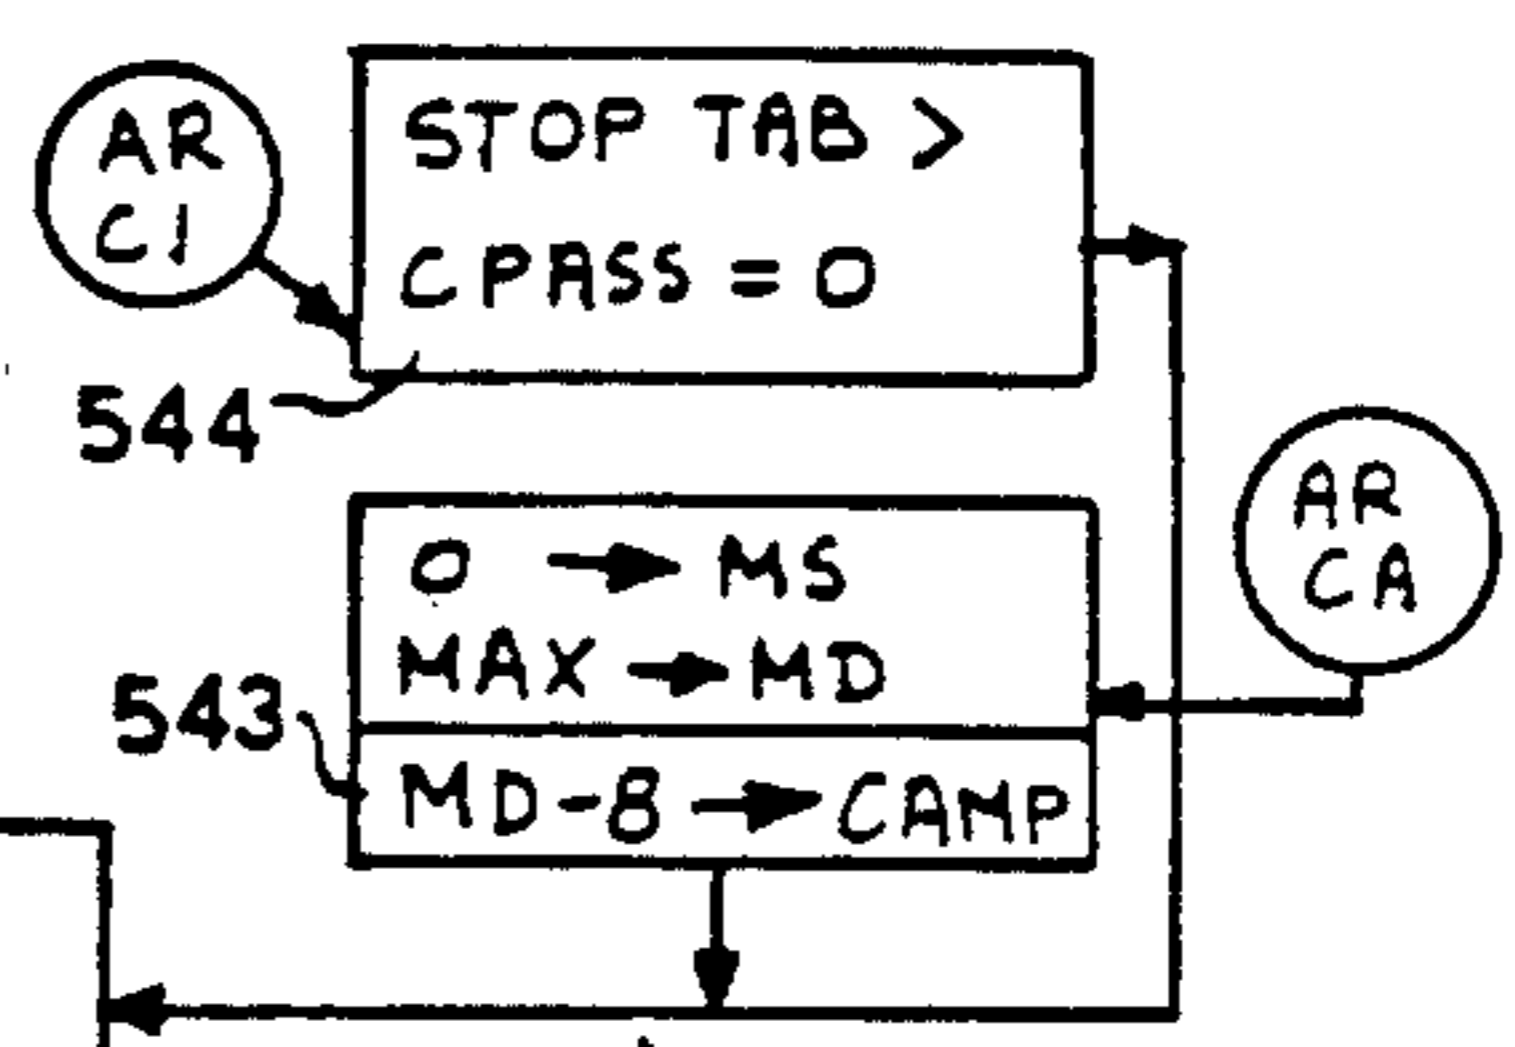 AR
C1
STOP TAB >
CPASS = 0
544
0 → MS
MAX → MD
543
MD-8 → CAMP
AR
CA